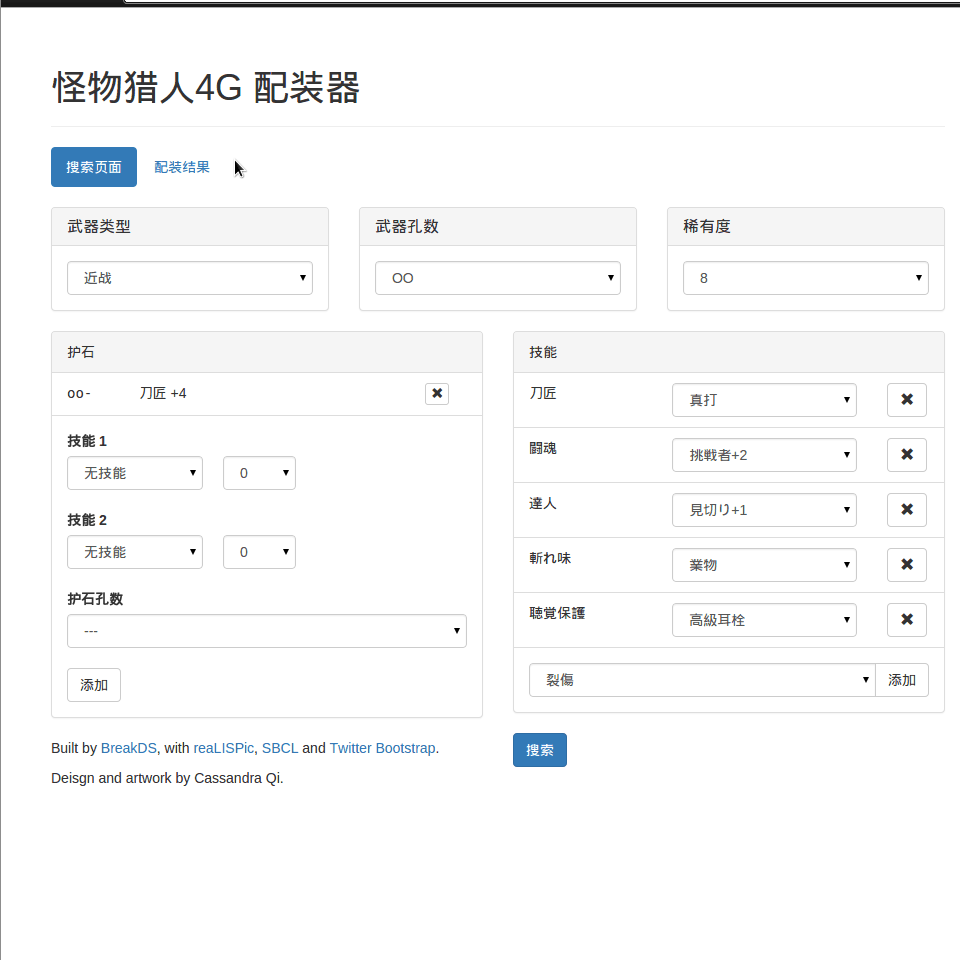 怪物猎人4G 配装器
搜索页面 配装结果
武器类型 武器孔数 稀有度
近战 OO 8
护石
oo- 刀匠 +4
技能 1
无技能 0
技能 2
无技能 0
护石孔数
---
添加
技能
刀匠 真打
闘魂 挑戦者+2
達人 見切り+1
斬れ味 業物
聴覚保護 高級耳栓
裂傷 添加
搜索
Built by BreakDS, with reaLISPic, SBCL and Twitter Bootstrap.
Deisgn and artwork by Cassandra Qi.